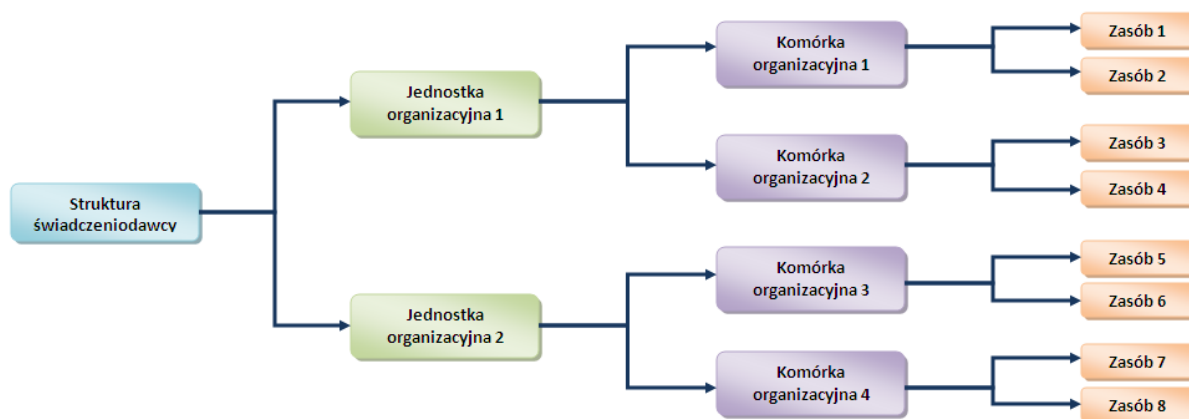 Struktura
świadczeniodawcy
Jednostka
organizacyjna 1
Jednostka
organizacyjna 2
Komórka
organizacyjna 1
Komórka
organizacyjna 2
Komórka
organizacyjna 3
Komórka
organizacyjna 4
Zasób 1
Zasób 2
Zasób 3
Zasób 4
Zasób 5
Zasób 6
Zasób 7
Zasób 8